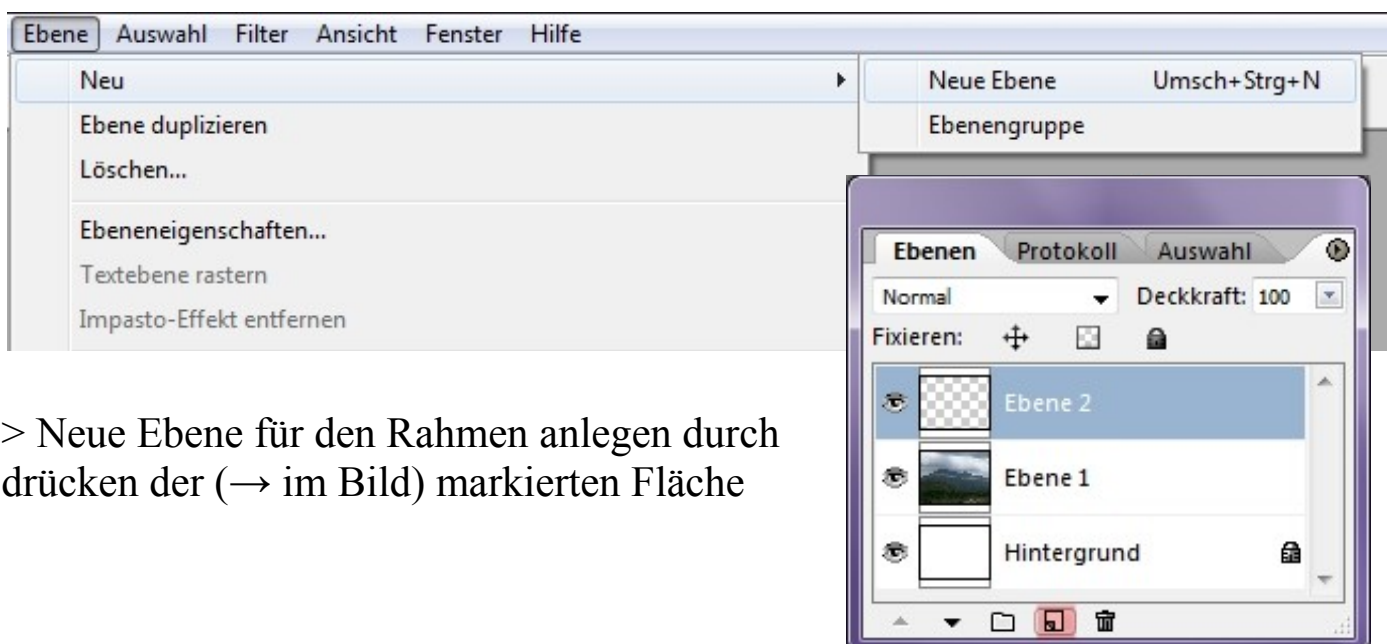 Ebene Auswahl Filter Ansicht Fenster Hilfe
Neu
Neue Ebene Umsch+Strg+N
Ebene duplizieren
Ebenengruppe
Löschen...
Ebeneneigenschaften...
Textebene rastern
Impasto-Effekt entfernen
Ebenen Protokoll Auswahl
Normal Deckkraft: 100
Fixieren:
Ebene 2
Ebene 1
Hintergrund
> Neue Ebene für den Rahmen anlegen durch
drücken der (→ im Bild) markierten Fläche